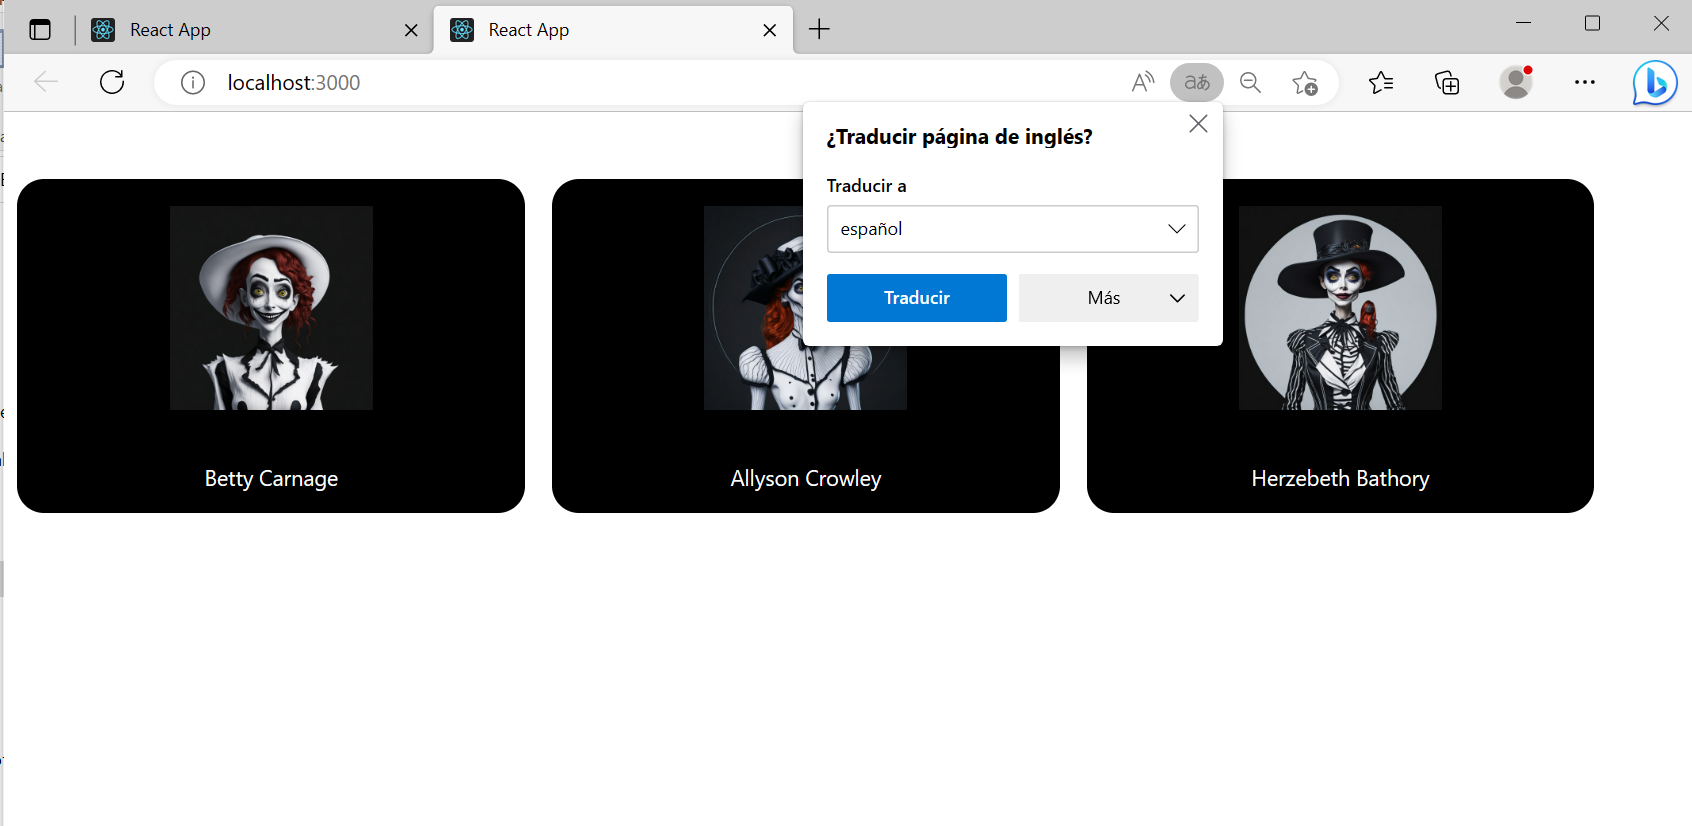 React App
React App
localhost:3000
¿Traducir página de inglés?
Traducir a
español
Traducir
Más
Betty Carnage
Allyson Crowley
Herzebeth Bathory